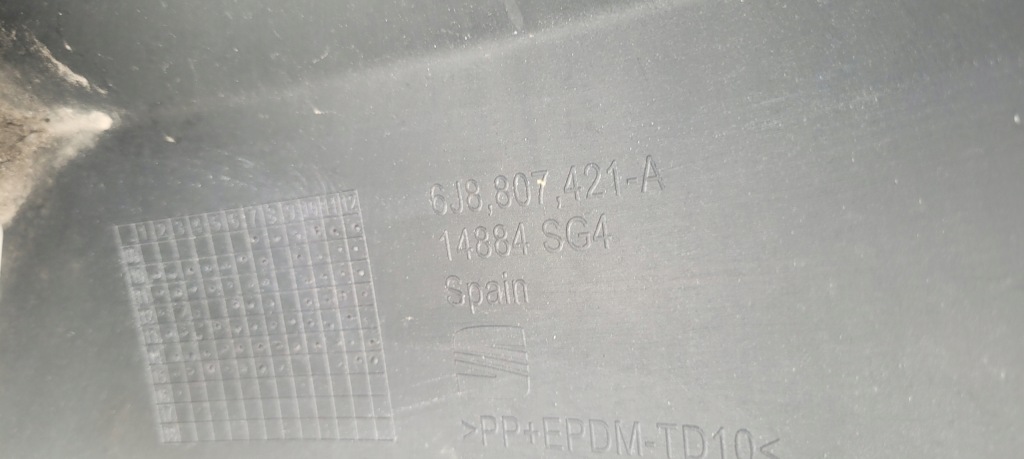 6J8,807,421-A
14884 SG4
Spain
>PP+EPDM-TD10<